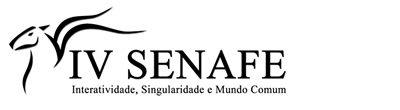 IV SENAFE
Interatividade, Singularidade e Mundo Comum